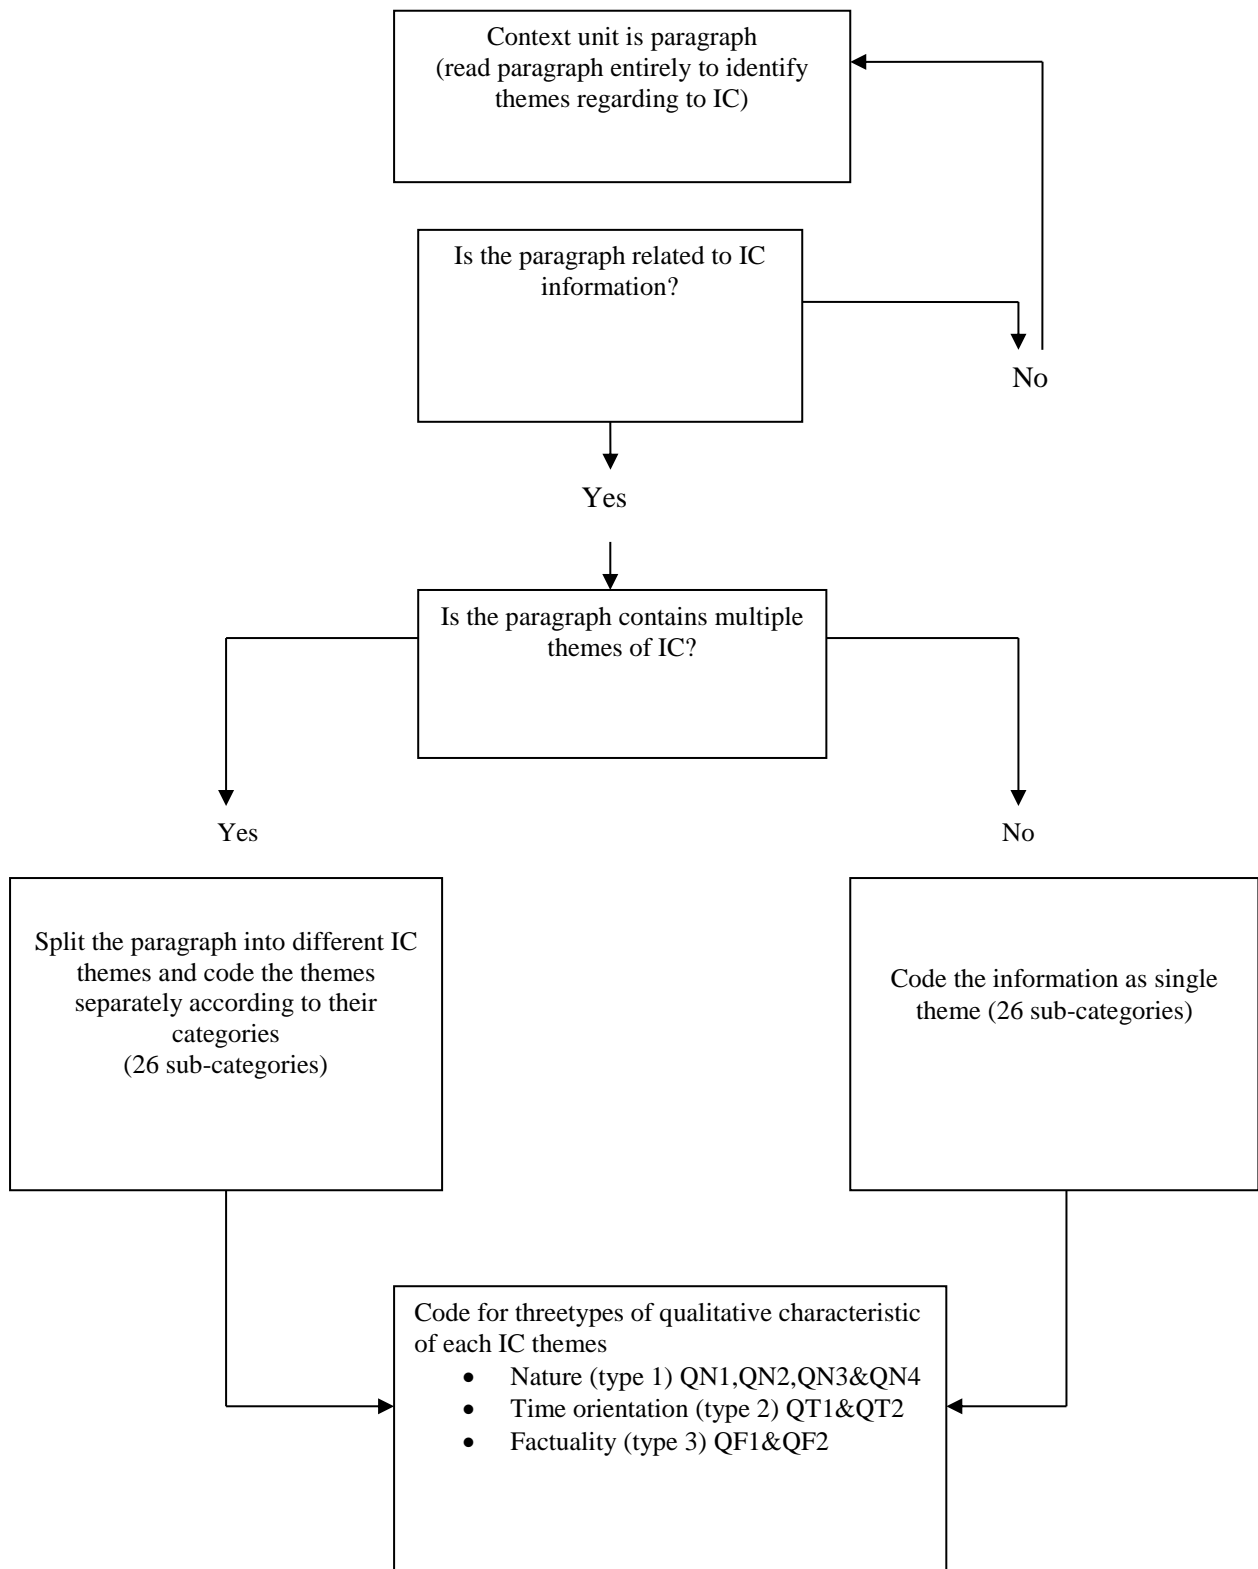 Context unit is paragraph
(read paragraph entirely to identify
themes regarding to IC)
Is the paragraph related to IC
information?
No
Yes
Is the paragraph contains multiple
themes of IC?
Yes
No
Split the paragraph into different IC
themes and code the themes
separately according to their
categories
(26 sub-categories)
Code the information as single
theme (26 sub-categories)
Code for threetypes of qualitative characteristic
of each IC themes
• Nature (type 1) QN1,QN2,QN3&QN4
• Time orientation (type 2) QT1&QT2
• Factuality (type 3) QF1&QF2